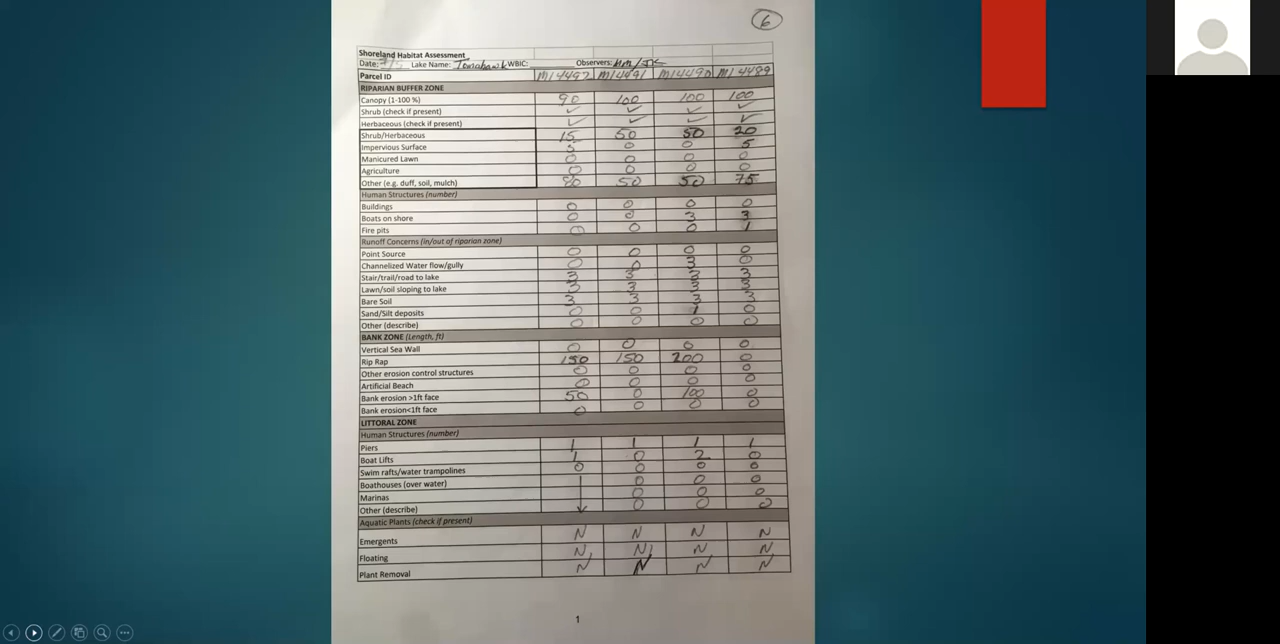 6
Shoreland Habitat Assessment
Date: Lake Name: Tomahawk WBIC: Observers:
Parcel ID M14492 M14491 M14490 M14489
RIPARIAN BUFFER ZONE
Canopy (1-100 %) 90 100 100 100
Shrub (check if present) ✓ ✓ ✓ ✓
Herbaceous (check if present) ✓ ✓ ✓ ✓
Shrub/Herbaceous 15 50 50 20
Impervious Surface 0 0 5
Manicured Lawn 0 0 0 0
Agriculture 0 0 0 0
Other (e.g. duff, soil, mulch) 50 50 75
Human Structures (number)
Buildings 0 0 0 0
Boats on shore 0 0 3 3
Fire pits 0 0 0 1
Runoff Concerns (in/out of riparian zone)
Point Source 0 0 0 0
Channelized Water flow/gully 0 0 3 0
Stair/trail/road to lake 3 3 3 3
Lawn/soil sloping to lake 3 3 3 3
Bare Soil 3 3 3 3
Sand/Silt deposits 0 0 1 0
Other (describe) 0 0 0 0
BANK ZONE (Length, ft)
Vertical Sea Wall 0 0 0 0
Rip Rap 150 150 200 0
Other erosion control structures 0 0 0 0
Artificial Beach 0 0 0 0
Bank erosion >1ft face 50 0 100 0
Bank erosion<1ft face 0 0 0 0
LITTORAL ZONE
Human Structures (number)
Piers 1 1 1 1
Boat Lifts 1 0 2 0
Swim rafts/water trampolines 0 0 0 0
Boathouses (over water) 0 0 0
Marinas 0 0 0
Other (describe) 0 0 0
Aquatic Plants (check if present)
Emergents N N N N
Floating N N N N
Plant Removal N N N N
1